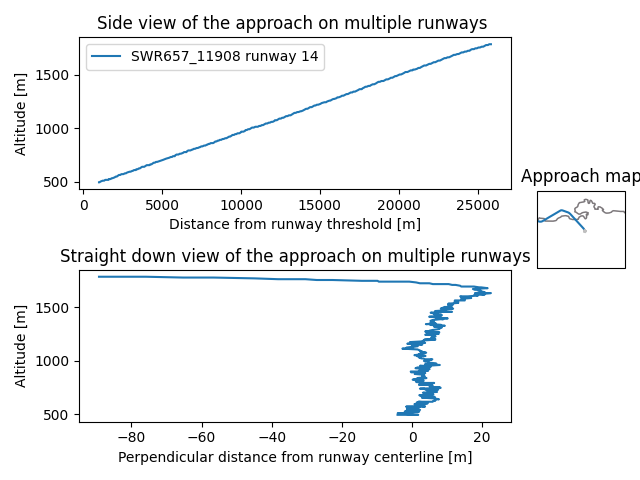 Side view of the approach on multiple runways
SWR657_11908 runway 14
Altitude [m]
1500
1000
500
0 5000 10000 15000 20000 25000
Distance from runway threshold [m]
Approach map
Straight down view of the approach on multiple runways
Altitude [m]
1500
1000
500
−80 −60 −40 −20 0 20
Perpendicular distance from runway centerline [m]